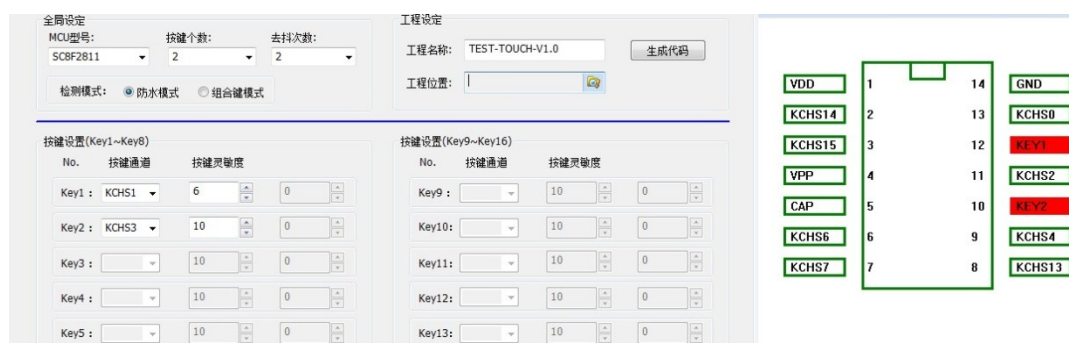 全局设定
MCU型号: 按键个数: 去抖次数:
SC8F2811 2 2
检测模式: 防水模式 组合键模式
工程设定
工程名称: TEST-TOUCH-V1.0 生成代码
工程位置:
按键设置(Key1~Key8)
No. 按键通道 按键灵敏度
Key1 : KCHS1 6 0
Key2 : KCHS3 10 0
Key3 : 10 0
Key4 : 10 0
Key5 : 10 0
按键设置(Key9~Key16)
No. 按键通道 按键灵敏度
Key9 : 10 0
Key10: 10 0
Key11: 10 0
Key12: 10 0
Key13: 10 0
VDD 1 14 GND
KCHS14 2 13 KCHS0
KCHS15 3 12 KEY1
VPP 4 11 KCHS2
CAP 5 10 KEY2
KCHS6 6 9 KCHS4
KCHS7 7 8 KCHS13